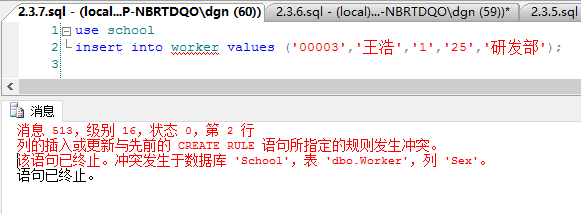 2.3.7.sql - (local...P-NBRTDQO\dgn (60))
2.3.6.sql - (local)...-NBRTDQO\dgn (59))*
2.3.5.sql
1 use school
2 insert into worker values ('00003','王浩','1','25','研发部');
3
消息
消息 513，级别 16，状态 0，第 2 行
列的插入或更新与先前的 CREATE RULE 语句所指定的规则发生冲突。
该语句已终止。冲突发生于数据库 'School'，表 'dbo.Worker'，列 'Sex'。
语句已终止。